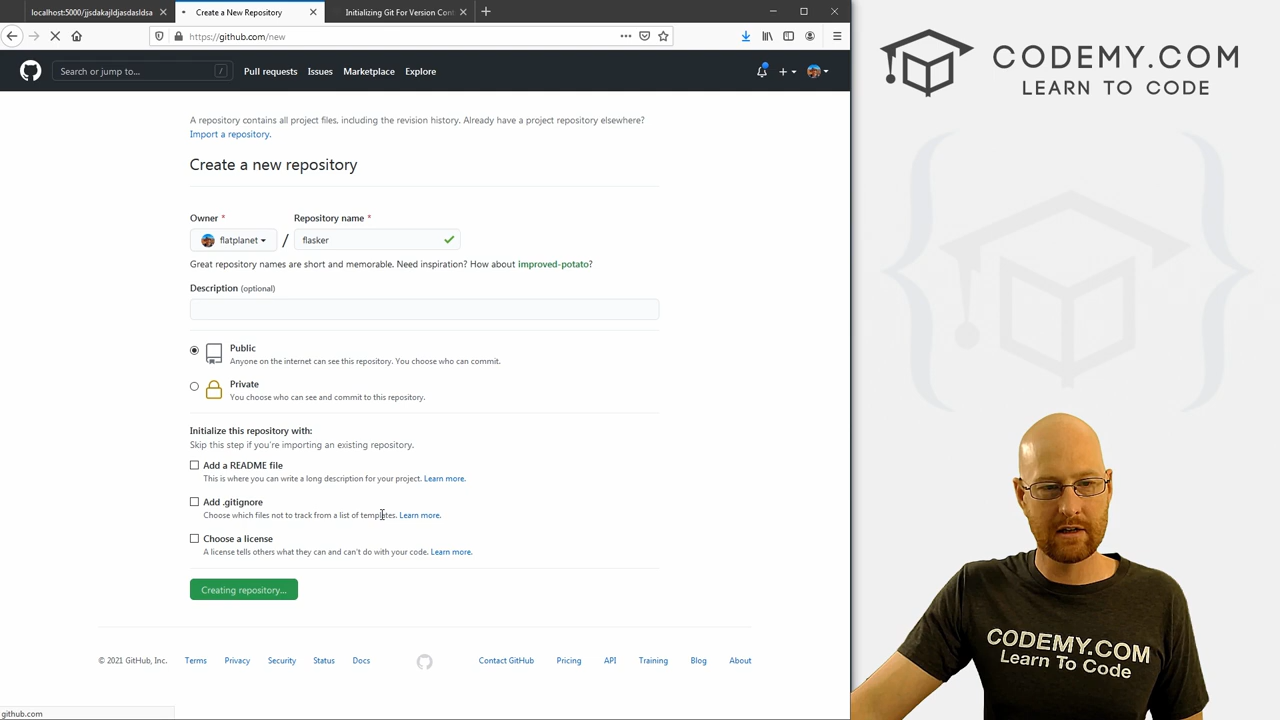 localhost:5000/jjsdakajldjasdasldsa
Create a New Repository
Initializing Git For Version Cont
https://github.com/new
Search or jump to...
/
Pull requests
Issues
Marketplace
Explore
A repository contains all project files, including the revision history. Already have a project repository elsewhere?
Import a repository.
Create a new repository
Owner *
Repository name *
flatplanet
/
flasker
Great repository names are short and memorable. Need inspiration? How about improved-potato?
Description (optional)
Public
Anyone on the internet can see this repository. You choose who can commit.
Private
You choose who can see and commit to this repository.
Initialize this repository with:
Skip this step if you're importing an existing repository.
Add a README file
This is where you can write a long description for your project. Learn more.
Add .gitignore
Choose which files not to track from a list of templates. Learn more.
Choose a license
A license tells others what they can and can't do with your code. Learn more.
Creating repository...
© 2021 GitHub, Inc.
Terms
Privacy
Security
Status
Docs
Contact GitHub
Pricing
API
Training
Blog
About
github.com
CODEMY.COM
LEARN TO CODE
CODEMY.COM
Learn To Code